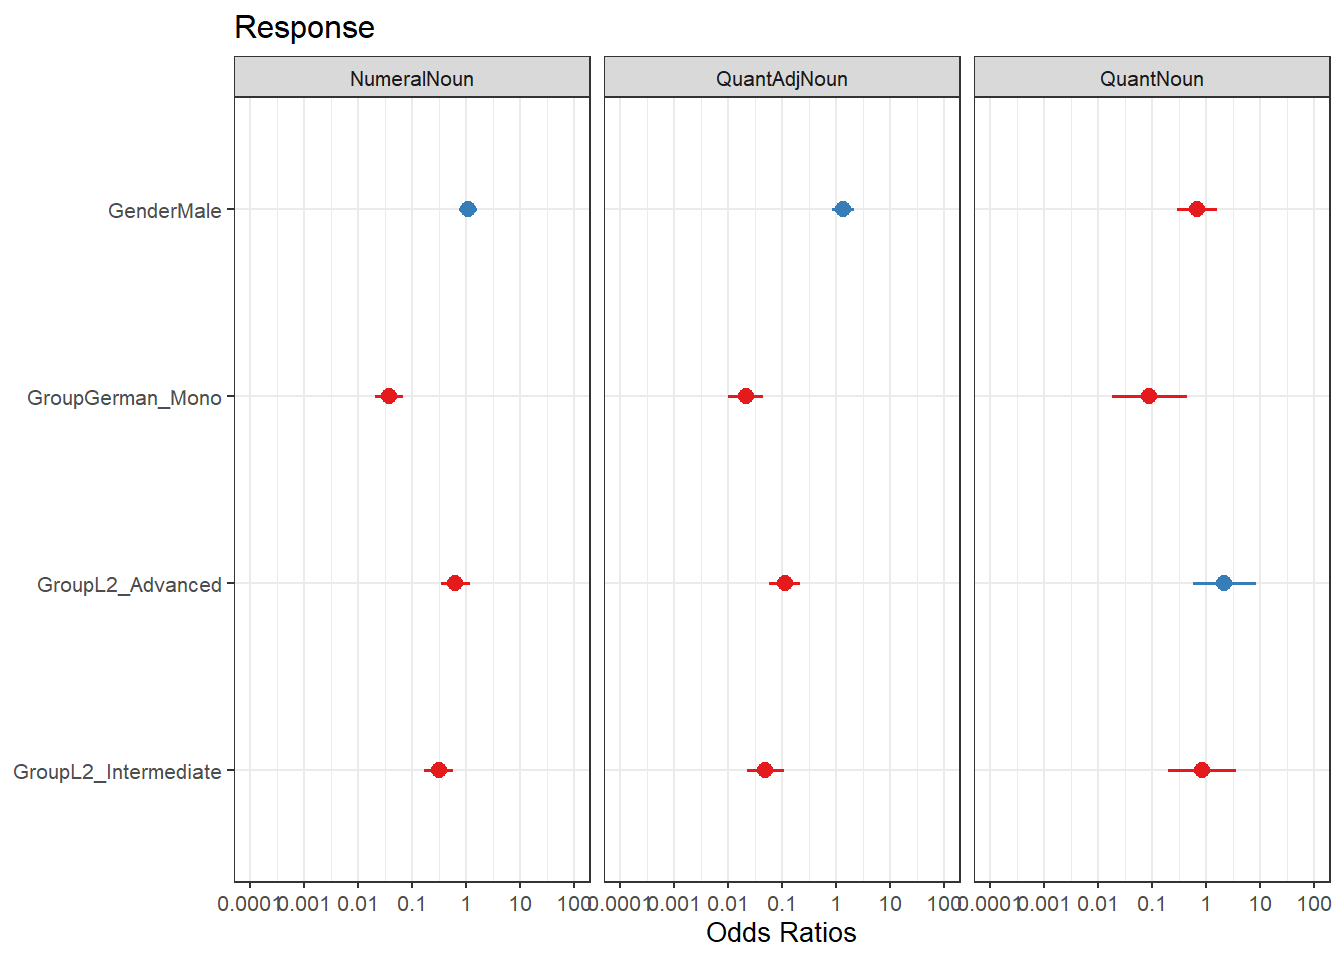 Response
NumeralNoun QuantAdjNoun QuantNoun
GenderMale
GroupGerman_Mono
GroupL2_Advanced
GroupL2_Intermediate
0.0001 0.001 0.01 0.1 1 10 100 0.0001 0.001 0.01 0.1 1 10 100 0.0001 0.001 0.01 0.1 1 10 100
Odds Ratios